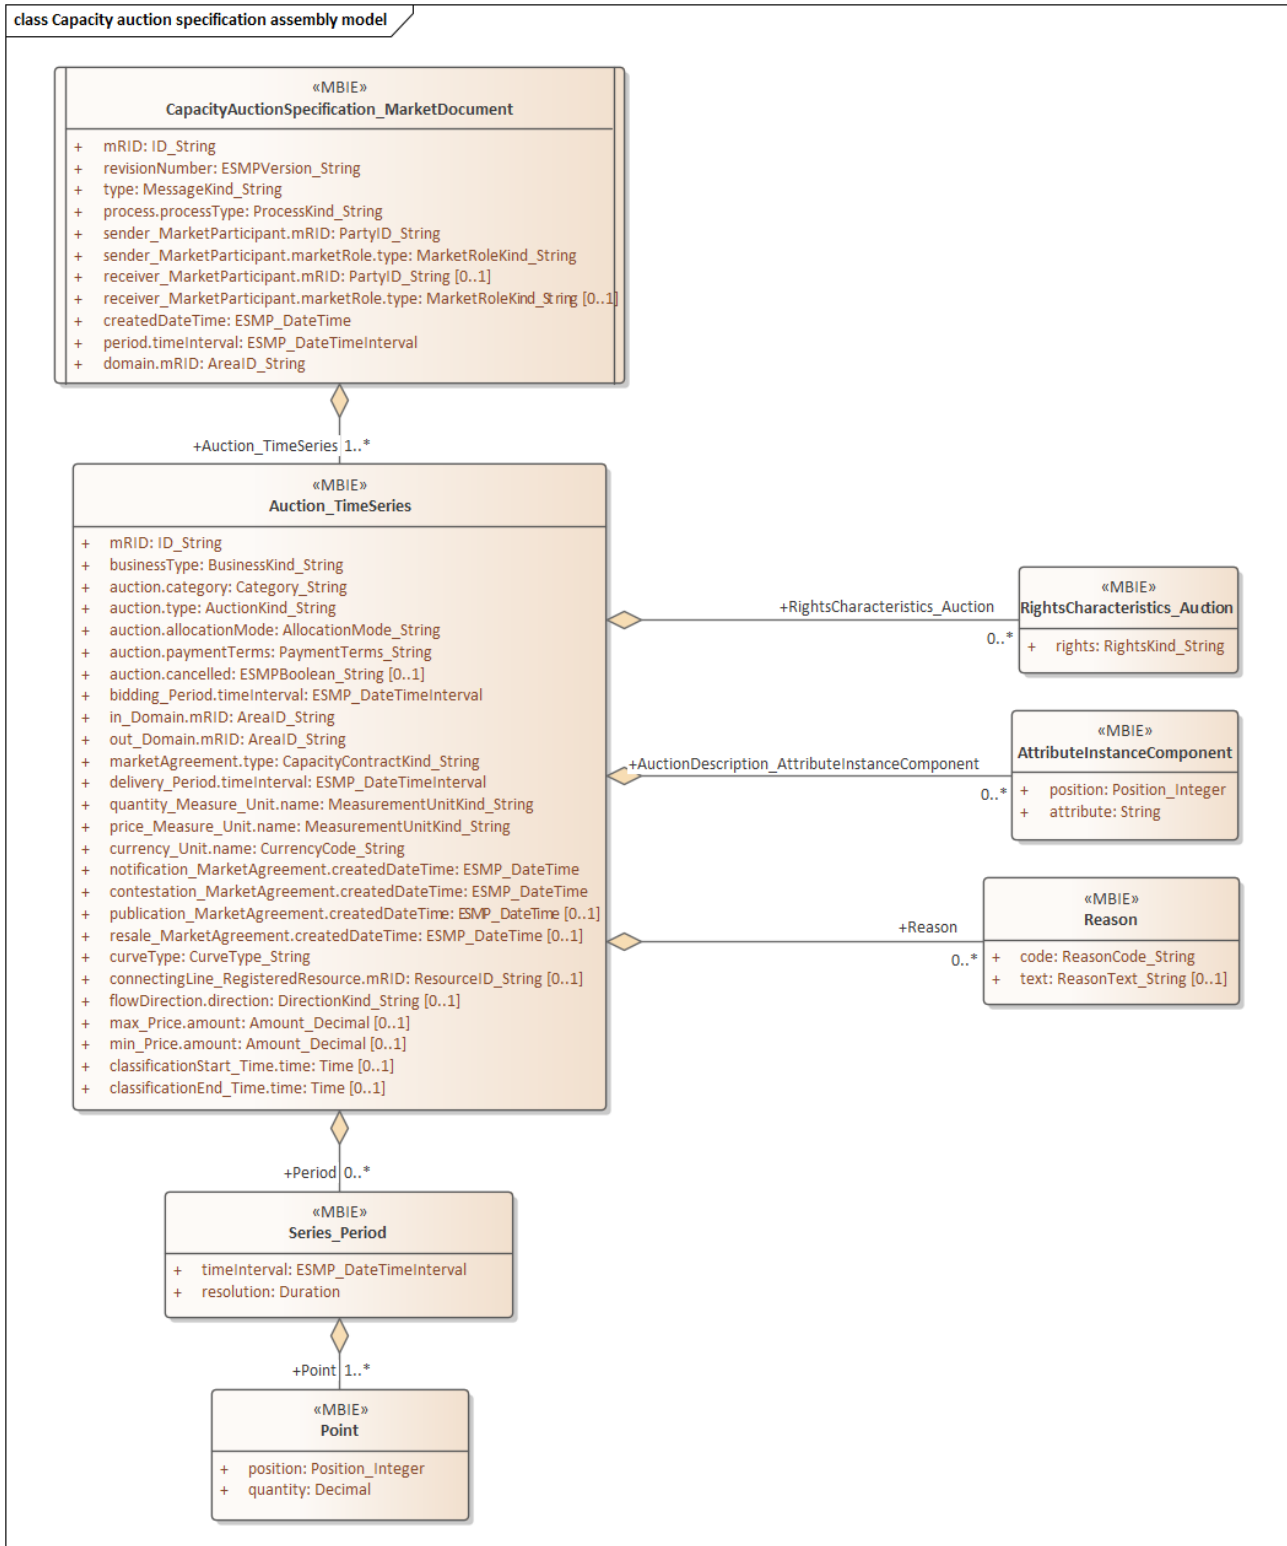 class Capacity auction specification assembly model
«MBIE»
CapacityAuctionSpecification_MarketDocument
+ mRID: ID_String
+ revisionNumber: ESMPVersion_String
+ type: MessageKind_String
+ process.processType: ProcessKind_String
+ sender_MarketParticipant.mRID: PartyID_String
+ sender_MarketParticipant.marketRole.type: MarketRoleKind_String
+ receiver_MarketParticipant.mRID: PartyID_String [0..1]
+ receiver_MarketParticipant.marketRole.type: MarketRoleKind_String [0..1]
+ createdDateTime: ESMP_DateTime
+ period.timeInterval: ESMP_DateTimeInterval
+ domain.mRID: AreaID_String
+Auction_TimeSeries 1..*
«MBIE»
Auction_TimeSeries
+ mRID: ID_String
+ businessType: BusinessKind_String
+ auction.category: Category_String
+ auction.type: AuctionKind_String
+ auction.allocationMode: AllocationMode_String
+ auction.paymentTerms: PaymentTerms_String
+ auction.cancelled: ESMPBoolean_String [0..1]
+ bidding_Period.timeInterval: ESMP_DateTimeInterval
+ in_Domain.mRID: AreaID_String
+ out_Domain.mRID: AreaID_String
+ marketAgreement.type: CapacityContractKind_String
+ delivery_Period.timeInterval: ESMP_DateTimeInterval
+ quantity_Measure_Unit.name: MeasurementUnitKind_String
+ price_Measure_Unit.name: MeasurementUnitKind_String
+ currency_Unit.name: CurrencyCode_String
+ notification_MarketAgreement.createdDateTime: ESMP_DateTime
+ contestation_MarketAgreement.createdDateTime: ESMP_DateTime
+ publication_MarketAgreement.createdDateTime: ESMP_DateTime [0..1]
+ resale_MarketAgreement.createdDateTime: ESMP_DateTime [0..1]
+ curveType: CurveType_String
+ connectingLine_RegisteredResource.mRID: ResourceID_String [0..1]
+ flowDirection.direction: DirectionKind_String [0..1]
+ max_Price.amount: Amount_Decimal [0..1]
+ min_Price.amount: Amount_Decimal [0..1]
+ classificationStart_Time.time: Time [0..1]
+ classificationEnd_Time.time: Time [0..1]
+RightsCharacteristics_Auction
0..*
«MBIE»
RightsCharacteristics_Auction
+ rights: RightsKind_String
+AuctionDescription_AttributeInstanceComponent
0..*
«MBIE»
AttributeInstanceComponent
+ position: Position_Integer
+ attribute: String
+Reason
0..*
«MBIE»
Reason
+ code: ReasonCode_String
+ text: ReasonText_String [0..1]
+Period 0..*
«MBIE»
Series_Period
+ timeInterval: ESMP_DateTimeInterval
+ resolution: Duration
+Point 1..*
«MBIE»
Point
+ position: Position_Integer
+ quantity: Decimal